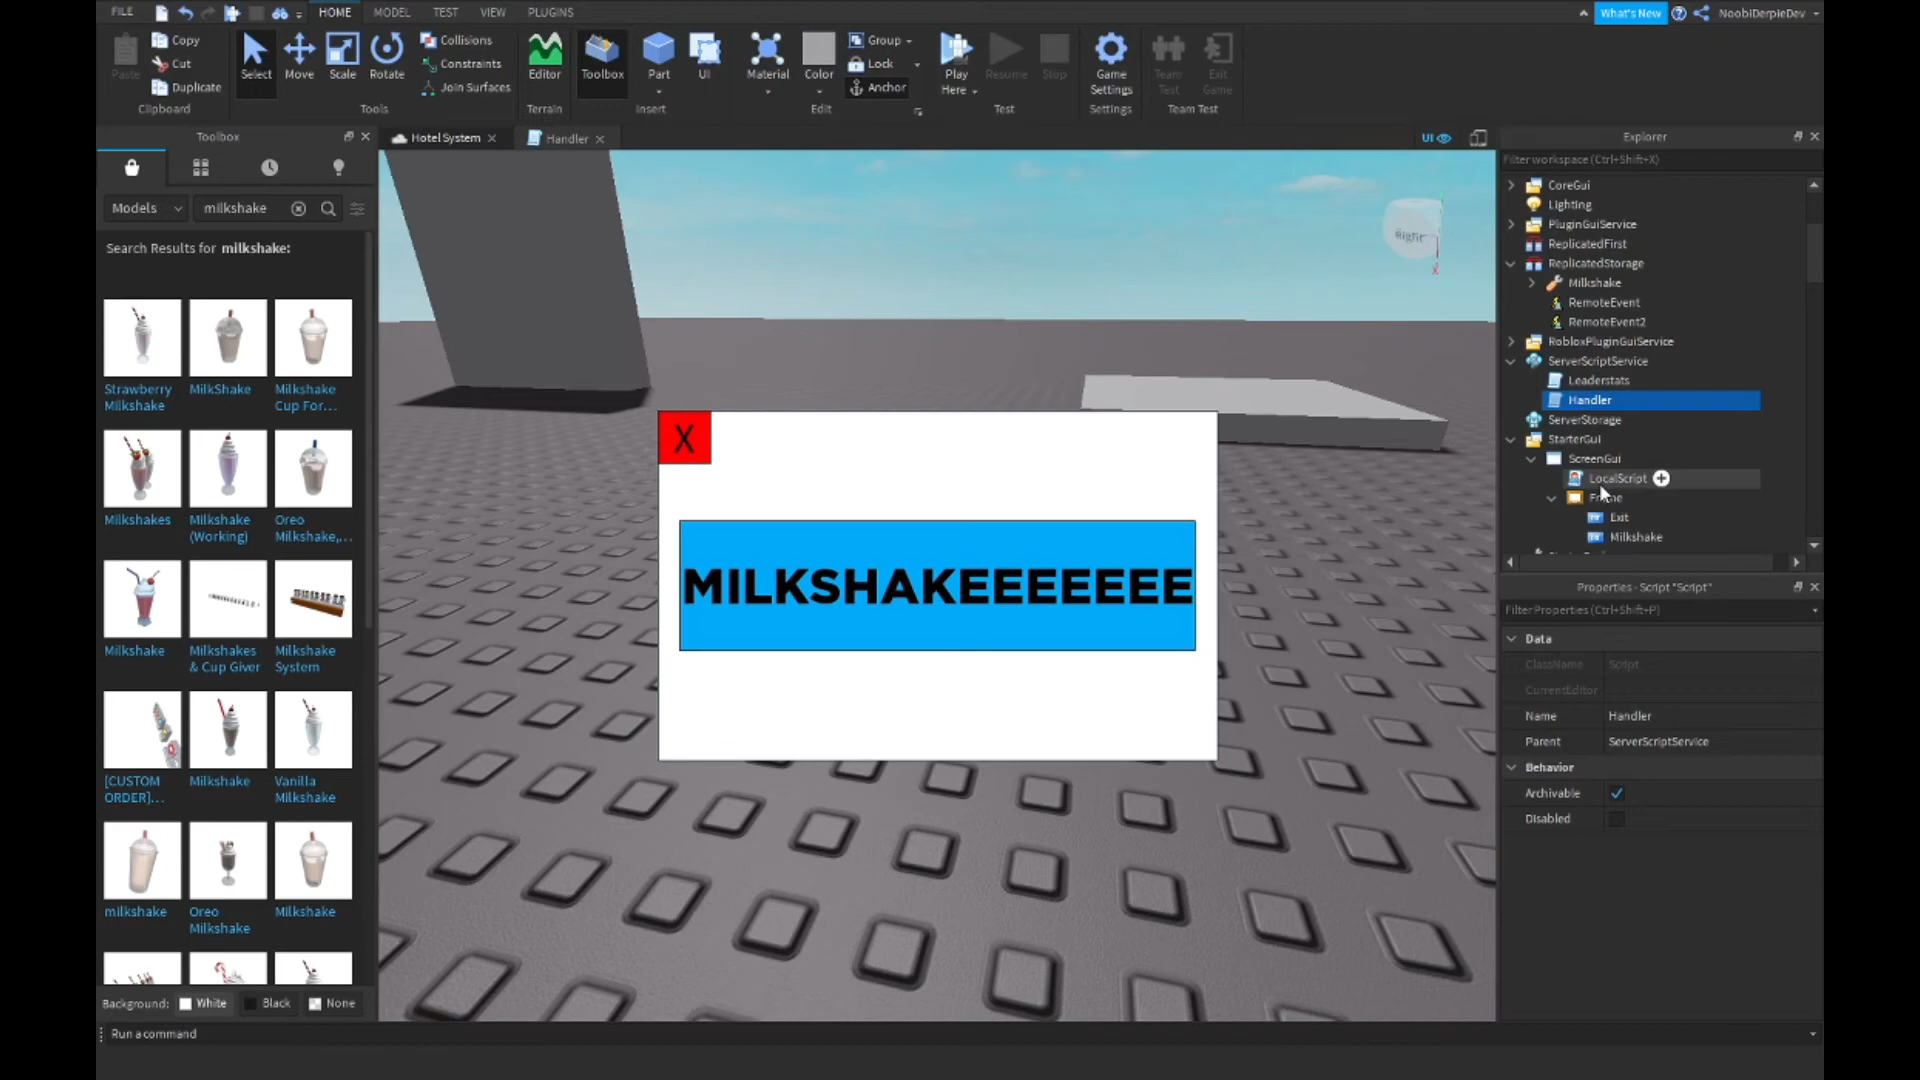 FILE
HOME
MODEL
TEST
VIEW
PLUGINS
What's New
NoobiDerpieDev
Paste
Copy
Cut
Duplicate
Clipboard
Select
Move
Scale
Rotate
Collisions
Constraints
Join Surfaces
Tools
Editor
Terrain
Toolbox
Part
UI
Insert
Material
Color
Group
Lock
Anchor
Edit
Play
Here
Resume
Stop
Test
Game
Settings
Settings
Team
Test
Exit
Game
Team Test
Toolbox
Models
milkshake
Search Results for milkshake:
Strawberry
Milkshake
MilkShake
Milkshake
Cup For...
Milkshakes
Milkshake
(Working)
Oreo
Milkshake,...
Milkshake
Milkshakes
& Cup Giver
Milkshake
System
[CUSTOM
ORDER]...
Milkshake
Vanilla
Milkshake
milkshake
Oreo
Milkshake
Milkshake
Background:
White
Black
None
Run a command
Hotel System
Handler
UI
Right
X
X
MILKSHAKEEEEEEE
Explorer
Filter workspace (Ctrl+Shift+X)
CoreGui
Lighting
PluginGuiService
ReplicatedFirst
ReplicatedStorage
Milkshake
RemoteEvent
RemoteEvent2
RobloxPluginGuiService
ServerScriptService
Leaderstats
Handler
ServerStorage
StarterGui
ScreenGui
LocalScript
Exit
Milkshake
Properties - Script "Script"
Filter Properties (Ctrl+Shift+P)
Data
ClassName
Script
CurrentEditor
Name
Handler
Parent
ServerScriptService
Behavior
Archivable
Disabled